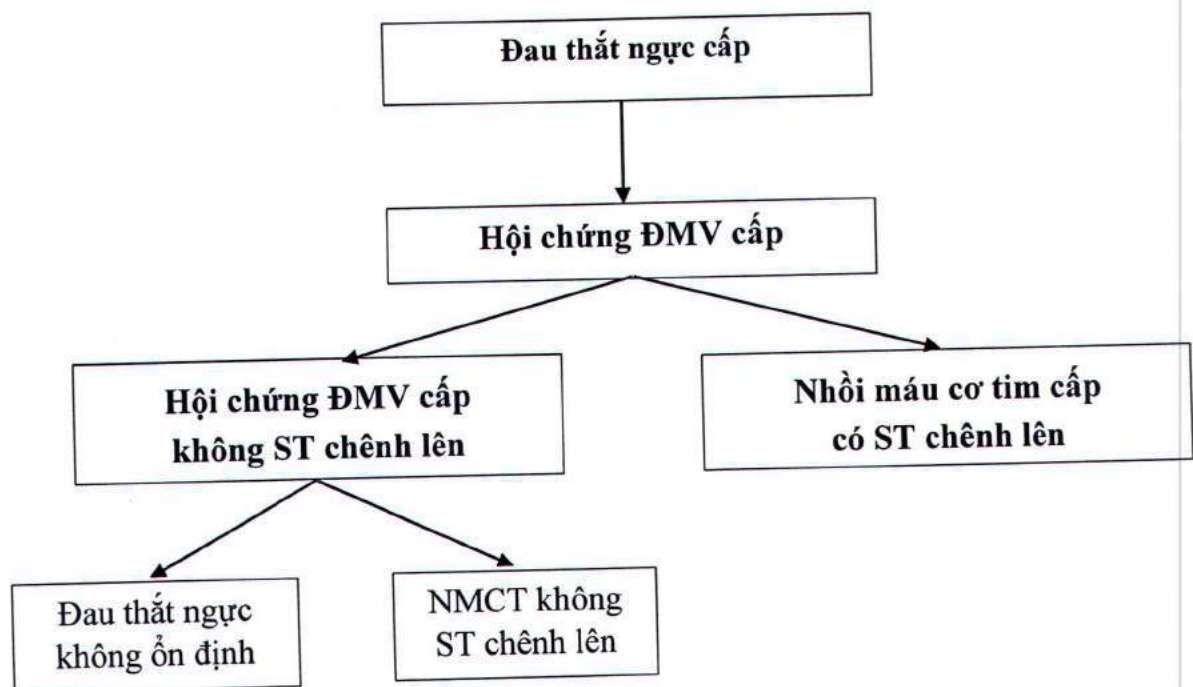 Đau thắt ngực cấp
Hội chứng ĐMV cấp
Hội chứng ĐMV cấp
không ST chênh lên
Nhồi máu cơ tim cấp
có ST chênh lên
Đau thắt ngực
không ổn định
NMCT không
ST chênh lên